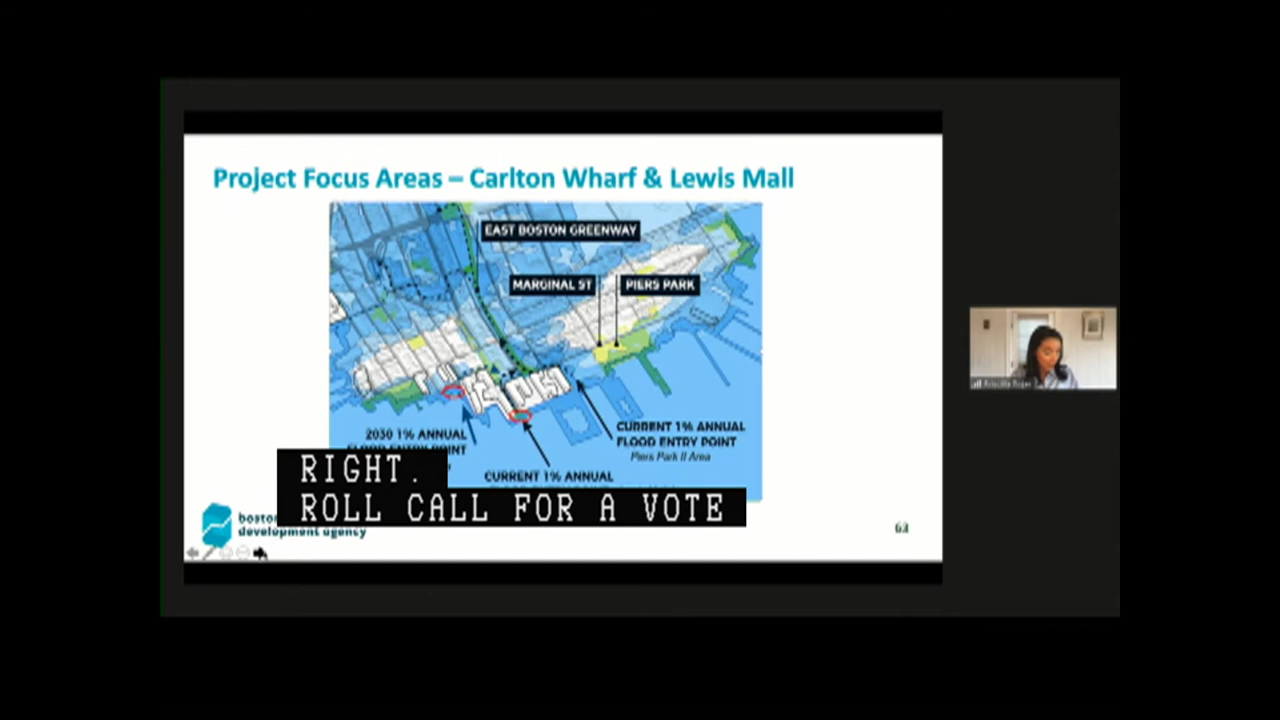 Project Focus Areas – Carlton Wharf & Lewis Mall
EAST BOSTON GREENWAY
MARGINAL ST
PIERS PARK
2030 1% ANNUAL
CURRENT 1% ANNUAL
FLOOD ENTRY POINT
Piers Park II Area
CURRENT 1% ANNUAL
RIGHT.
ROLL CALL FOR A VOTE
development agency
63